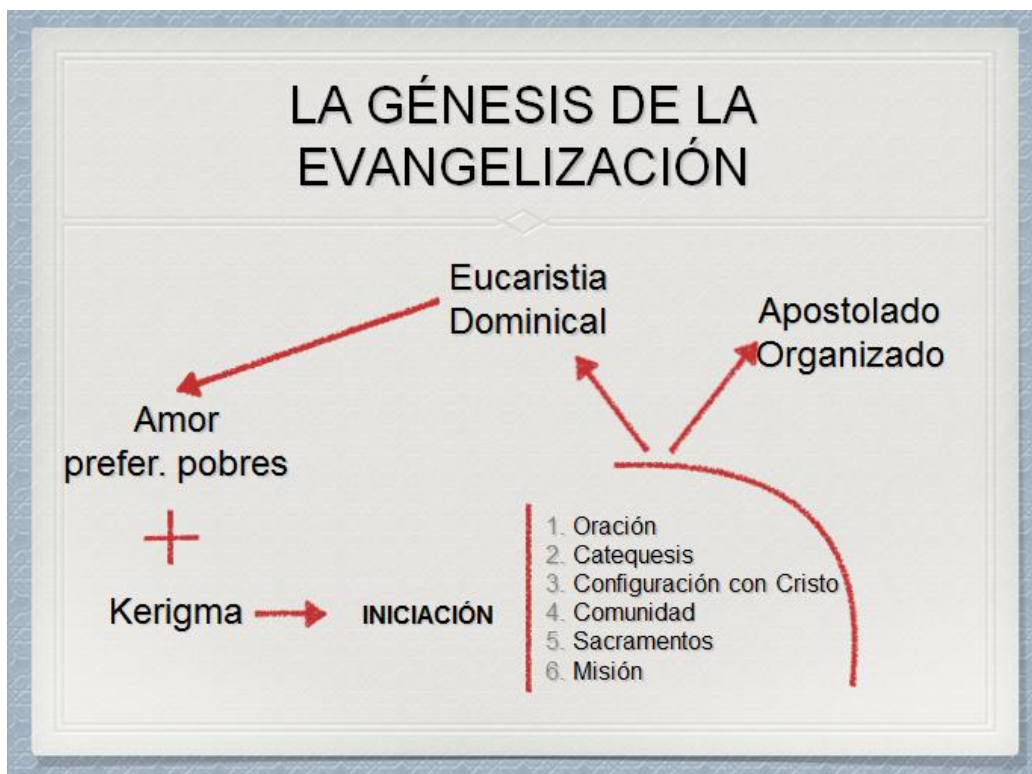 LA GÉNESIS DE LA
EVANGELIZACIÓN
Eucaristia
Dominical
Apostolado
Organizado
Amor
prefer. pobres
Kerigma
INICIACIÓN
1. Oración
2. Catequesis
3. Configuración con Cristo
4. Comunidad
5. Sacramentos
6. Misión